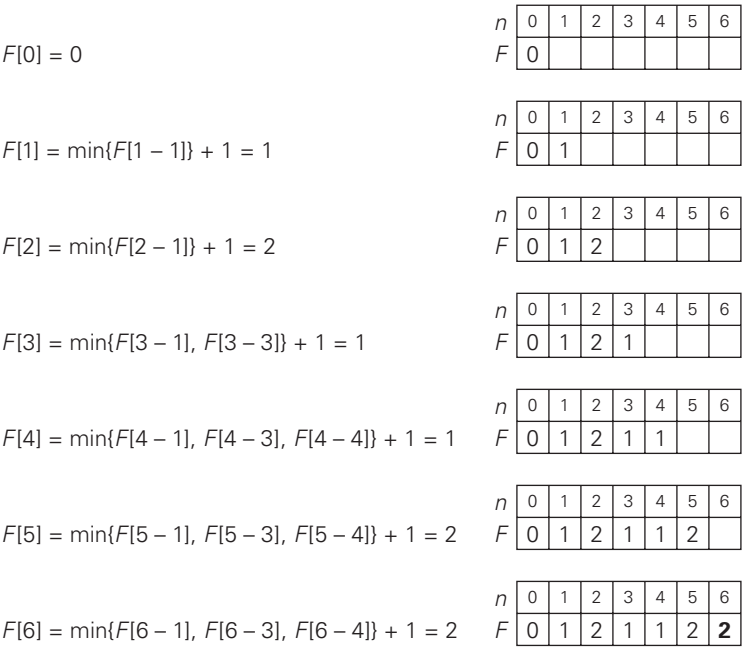 n 0 1 2 3 4 5 6
F[0] = 0 F 0
n 0 1 2 3 4 5 6
F[1] = min{F[1 – 1]} + 1 = 1 F 0 1
n 0 1 2 3 4 5 6
F[2] = min{F[2 – 1]} + 1 = 2 F 0 1 2
n 0 1 2 3 4 5 6
F[3] = min{F[3 – 1], F[3 – 3]} + 1 = 1 F 0 1 2 1
n 0 1 2 3 4 5 6
F[4] = min{F[4 – 1], F[4 – 3], F[4 – 4]} + 1 = 1 F 0 1 2 1 1
n 0 1 2 3 4 5 6
F[5] = min{F[5 – 1], F[5 – 3], F[5 – 4]} + 1 = 2 F 0 1 2 1 1 2
n 0 1 2 3 4 5 6
F[6] = min{F[6 – 1], F[6 – 3], F[6 – 4]} + 1 = 2 F 0 1 2 1 1 2 2